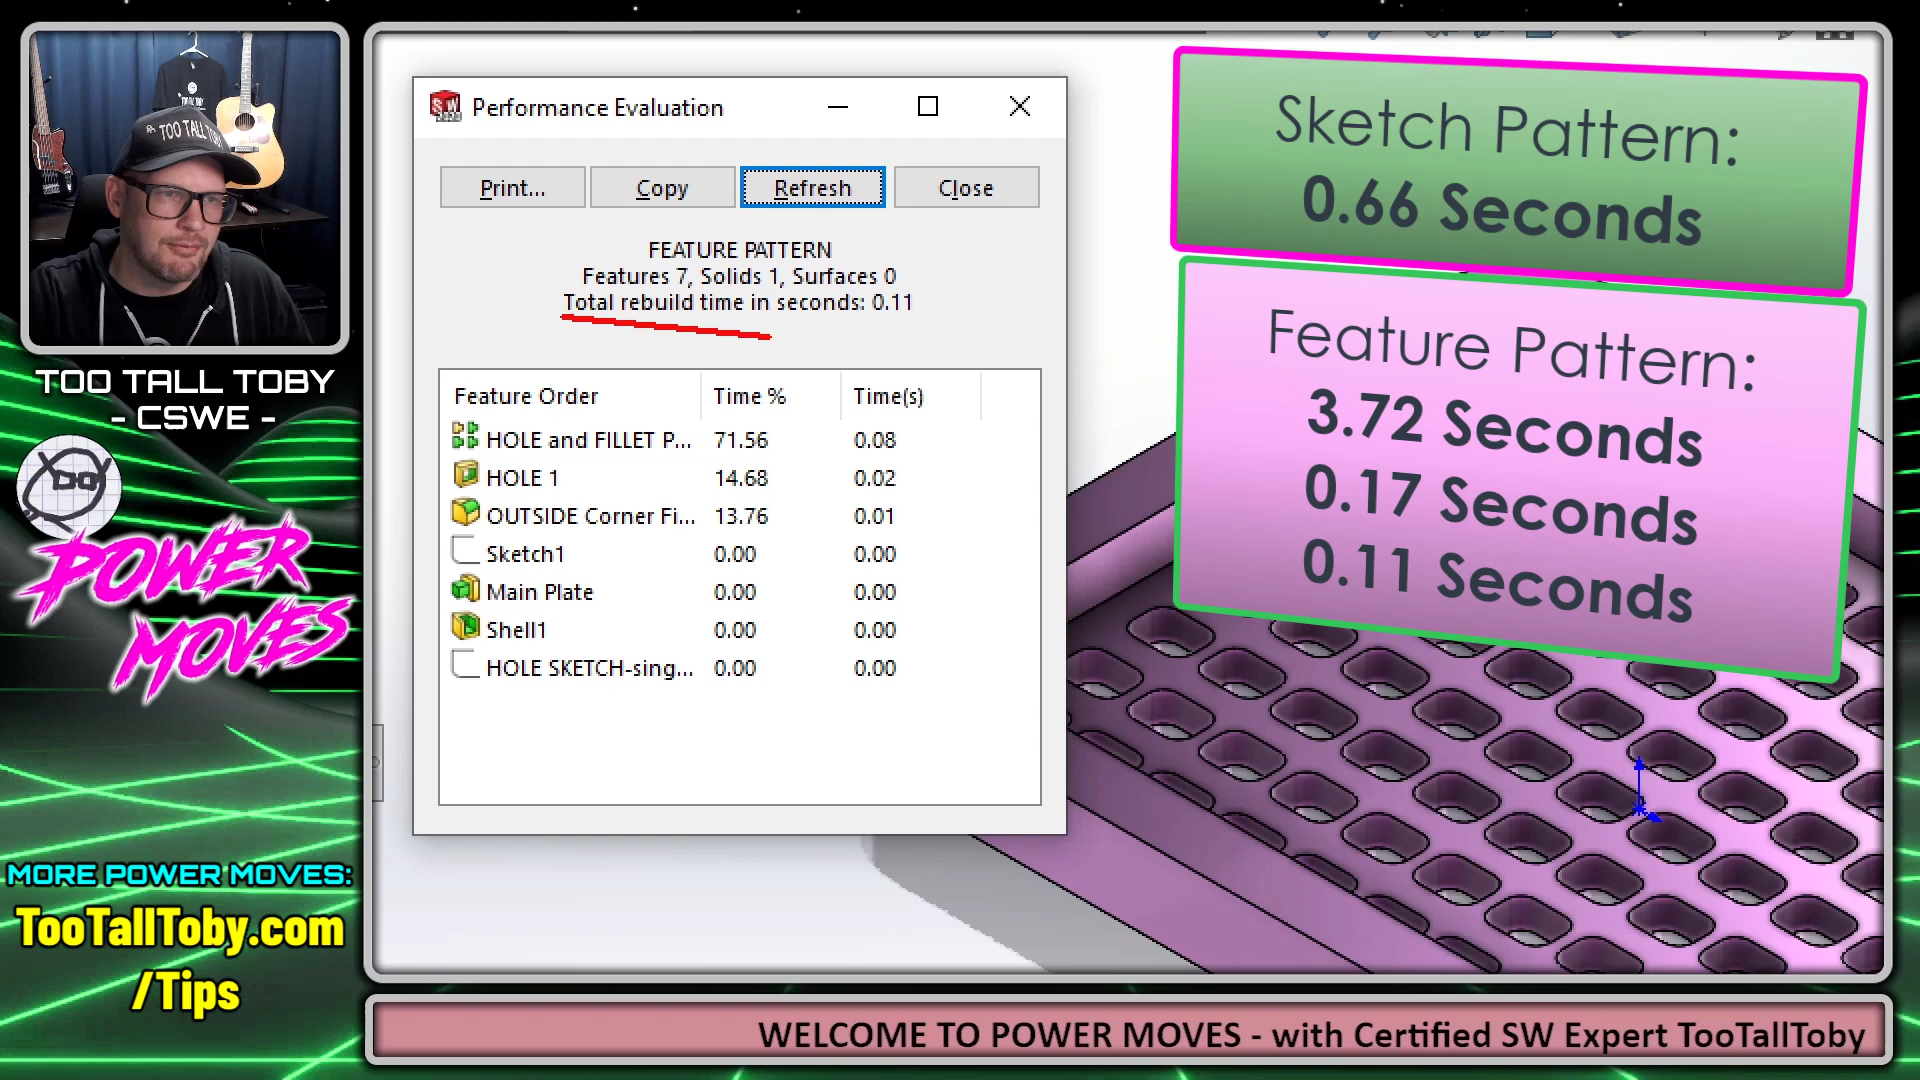 TOO TALL TOBY
TOO TALL TOBY
- CSWE -
POWER
MOVES
MORE POWER MOVES:
TooTallToby.com
/Tips
Performance Evaluation
Print...
Copy
Refresh
Close
FEATURE PATTERN
Features 7, Solids 1, Surfaces 0
Total rebuild time in seconds: 0.11
Feature Order Time % Time(s)
HOLE and FILLET P... 71.56 0.08
HOLE 1 14.68 0.02
OUTSIDE Corner Fi... 13.76 0.01
Sketch1 0.00 0.00
Main Plate 0.00 0.00
Shell1 0.00 0.00
HOLE SKETCH-sing... 0.00 0.00
Sketch Pattern:
0.66 Seconds
Feature Pattern:
3.72 Seconds
0.17 Seconds
0.11 Seconds
WELCOME TO POWER MOVES - with Certified SW Expert TooTallToby